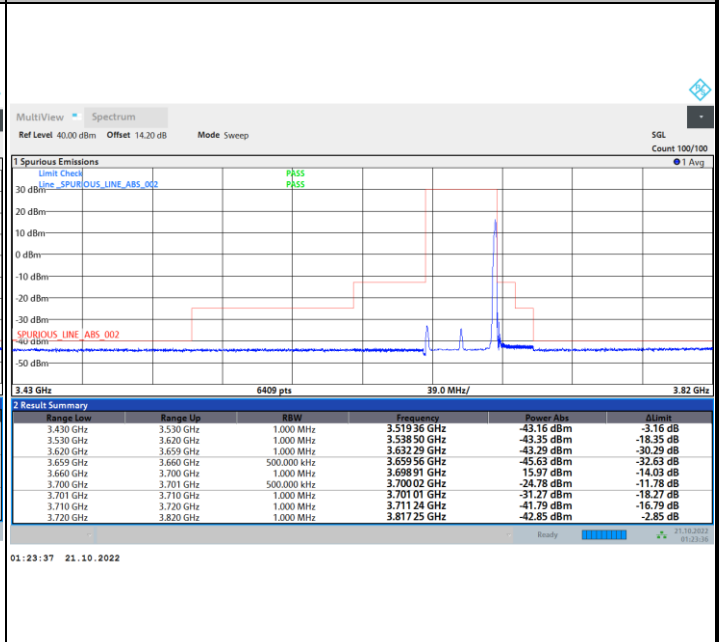 MultiView Spectrum
Ref Level 40.00 dBm Offset 14.20 dB Mode Sweep SGL
Count 100/100
1 Spurious Emissions 1 Avg
Limit Check PASS
Line _SPURIOUS_LINE_ABS_002 PASS
30 dBm
20 dBm
10 dBm
0 dBm
-10 dBm
-20 dBm
-30 dBm
SPURIOUS_LINE_ABS_002
-40 dBm
-50 dBm
3.43 GHz 6409 pts 39.0 MHz/ 3.82 GHz
2 Result Summary
Range Low Range Up RBW Frequency Power Abs ΔLimit
3.430 GHz 3.530 GHz 1.000 MHz 3.519 36 GHz -43.16 dBm -3.16 dB
3.530 GHz 3.620 GHz 1.000 MHz 3.538 50 GHz -43.35 dBm -18.35 dB
3.620 GHz 3.659 GHz 1.000 MHz 3.632 29 GHz -43.29 dBm -30.29 dB
3.659 GHz 3.660 GHz 500.000 kHz 3.659 56 GHz -45.63 dBm -32.63 dB
3.660 GHz 3.700 GHz 1.000 MHz 3.698 91 GHz 15.97 dBm -14.03 dB
3.700 GHz 3.701 GHz 500.000 kHz 3.700 02 GHz -24.78 dBm -11.78 dB
3.701 GHz 3.710 GHz 1.000 MHz 3.701 01 GHz -31.27 dBm -18.27 dB
3.710 GHz 3.720 GHz 1.000 MHz 3.711 24 GHz -41.79 dBm -16.79 dB
3.720 GHz 3.820 GHz 1.000 MHz 3.817 25 GHz -42.85 dBm -2.85 dB
Ready 21.10.2022
01:23:36
01:23:37 21.10.2022